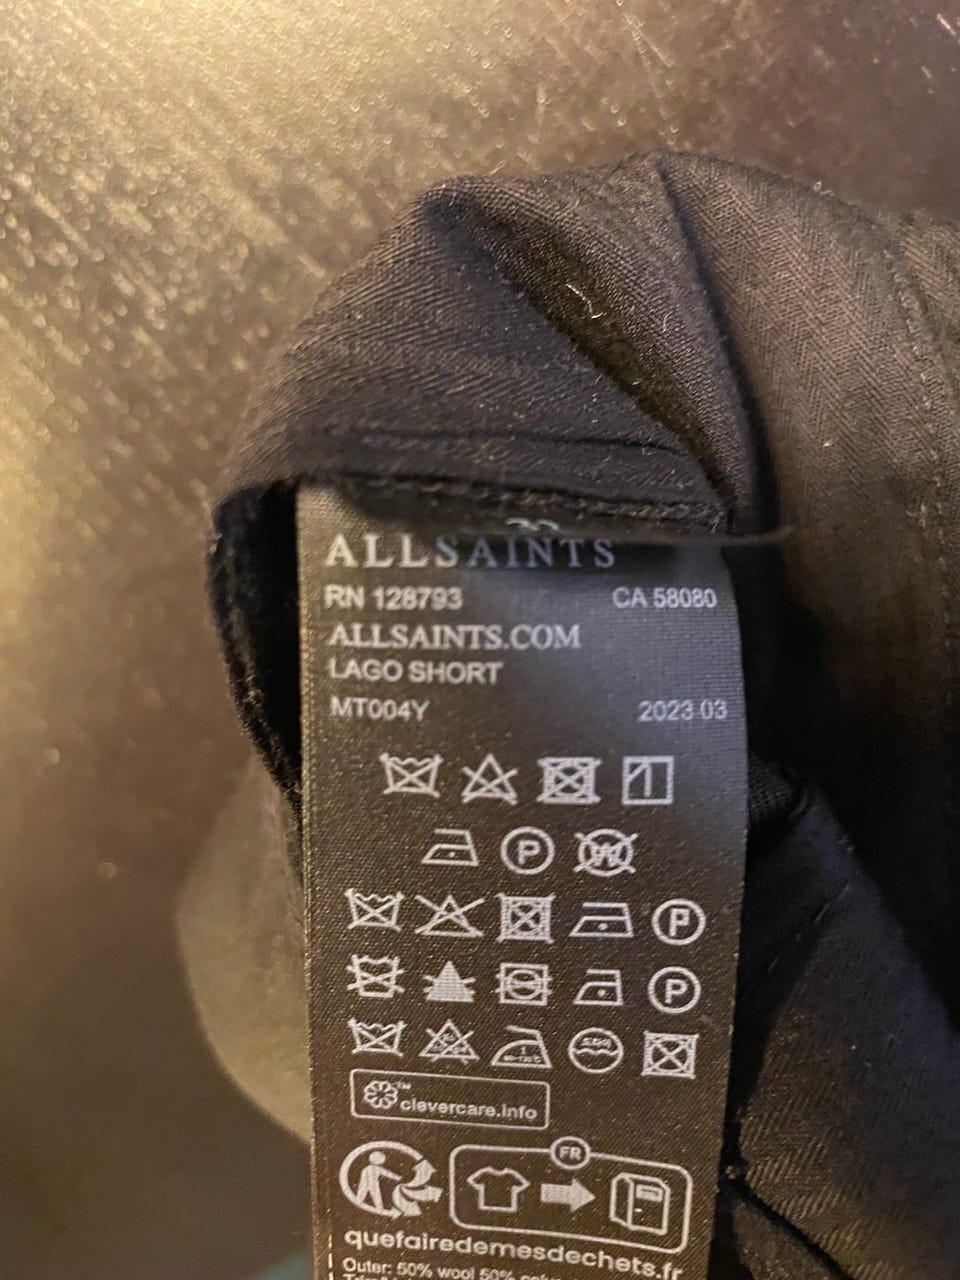 ALLSAINTS
RN 128793 CA 58080
ALLSAINTS.COM
LAGO SHORT
MT004Y 2023 03
P W
P
P
clevercare.info
FR
quefairedemesdechets.fr
Outer: 50% wool 50%